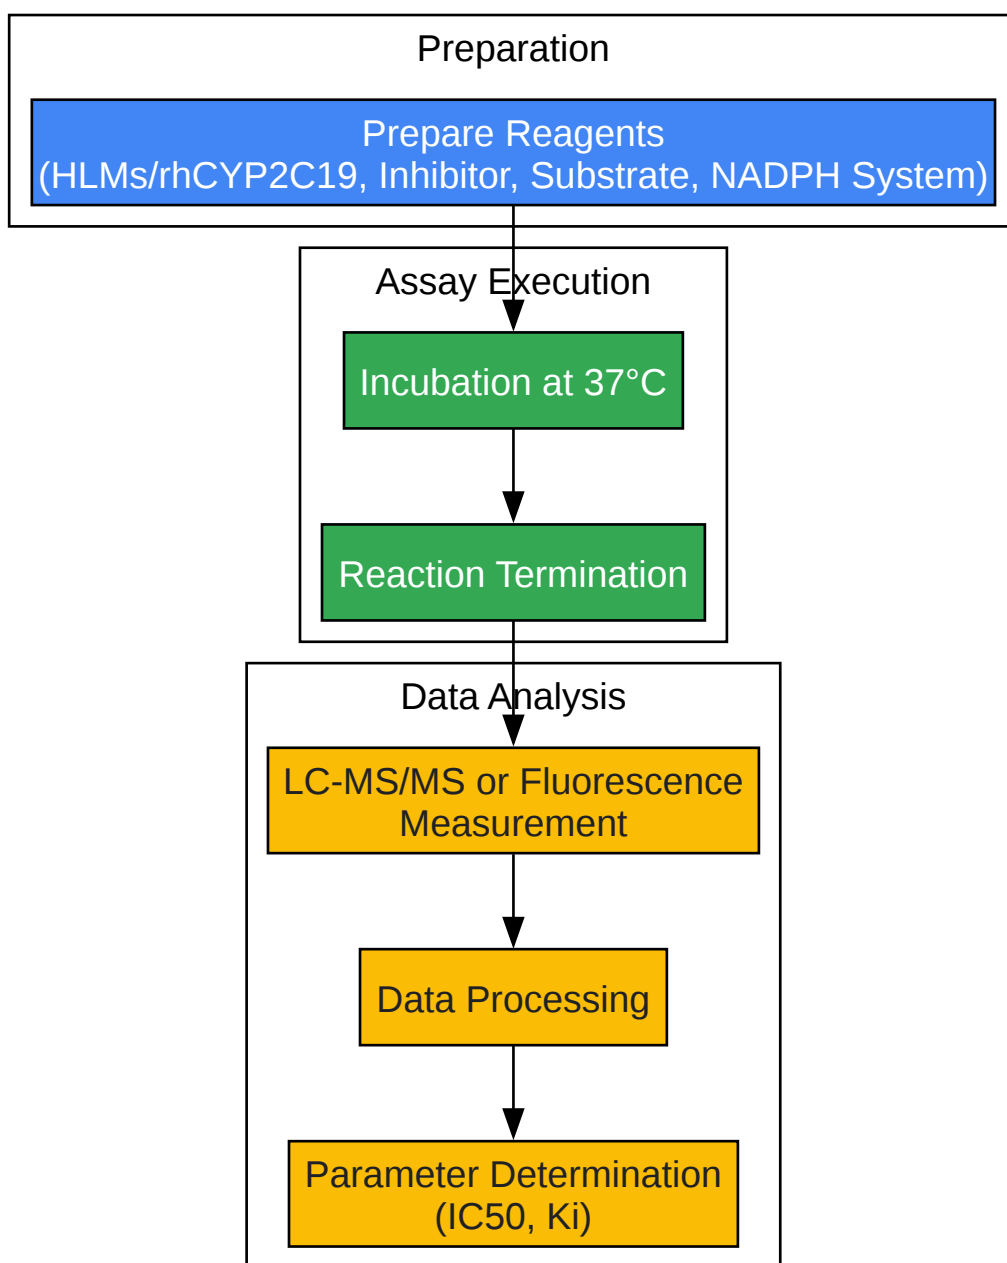 Preparation
Prepare Reagents
(HLMs/rhCYP2C19, Inhibitor, Substrate, NADPH System)
Assay Execution
Incubation at 37°C
Reaction Termination
Data Analysis
LC-MS/MS or Fluorescence
Measurement
Data Processing
Parameter Determination
(IC50, Ki)